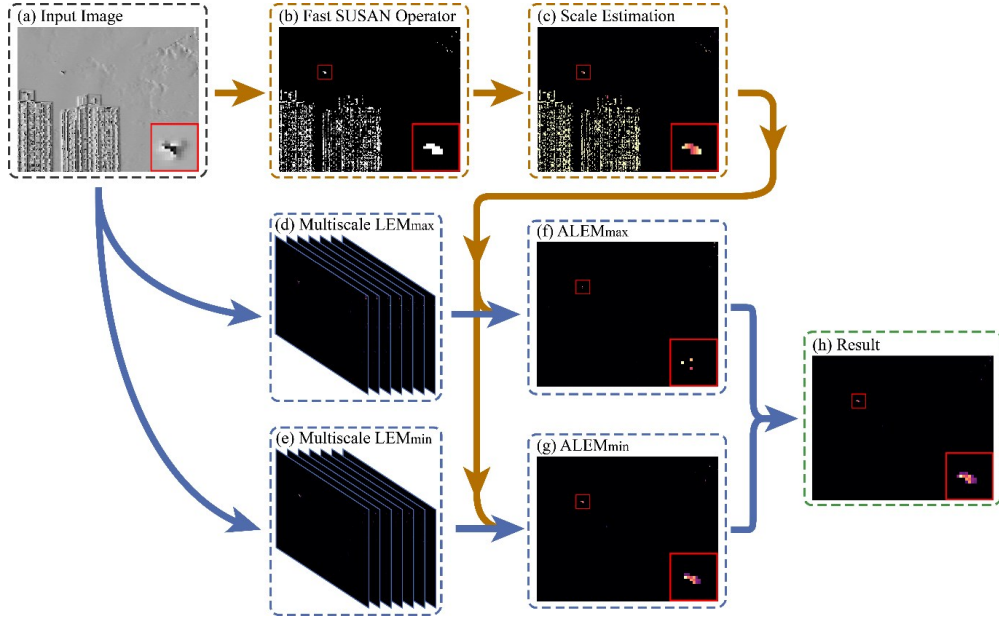 (a) Input Image
(b) Fast SUSAN Operator
(c) Scale Estimation
(d) Multiscale LEMmax
(f) ALEMmax
(h) Result
(e) Multiscale LEMmin
(g) ALEMmin